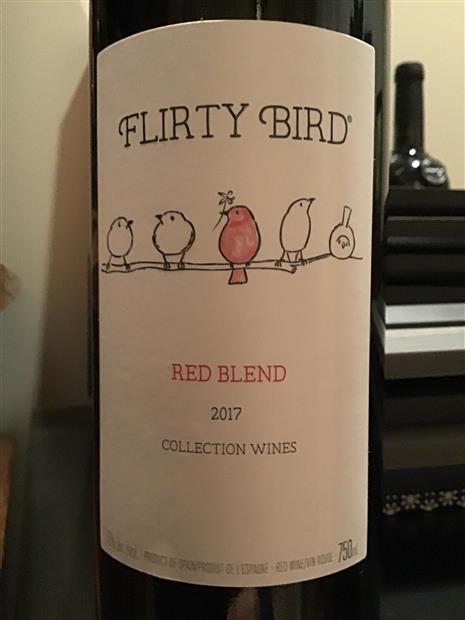 FLIRTY BIRD®
RED BLEND
2017
COLLECTION WINES
PRODUCT OF SPAIN/PRODUIT DE L'ESPAGNE - RED WINE/VIN ROUGE - 750mL